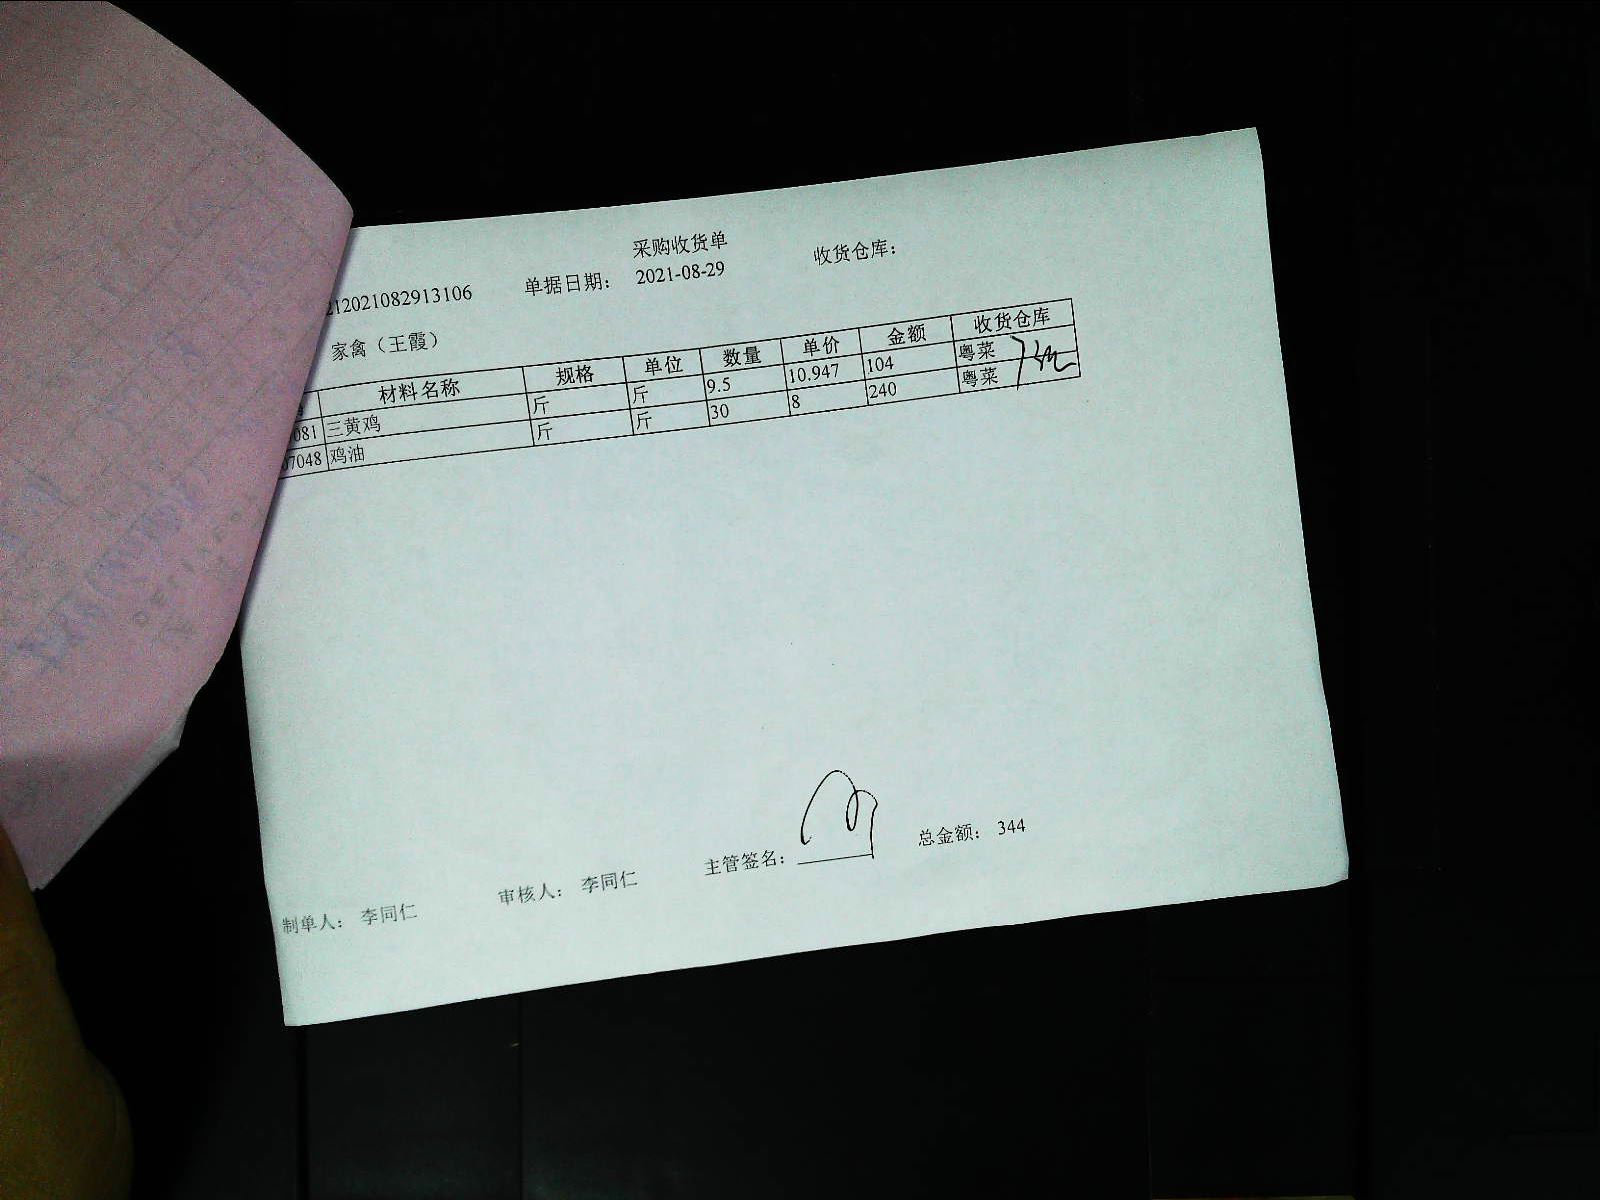 采购收货单
212021082913106 单据日期： 2021-08-29 收货仓库：
家禽（王霞）
材料名称 规格 单位 数量 单价 金额 收货仓库
081 三黄鸡 斤 斤 9.5 10.947 104 粤菜
07048 鸡油 斤 斤 30 8 240 粤菜
制单人： 李同仁 审核人： 李同仁 主管签名： 总金额： 344